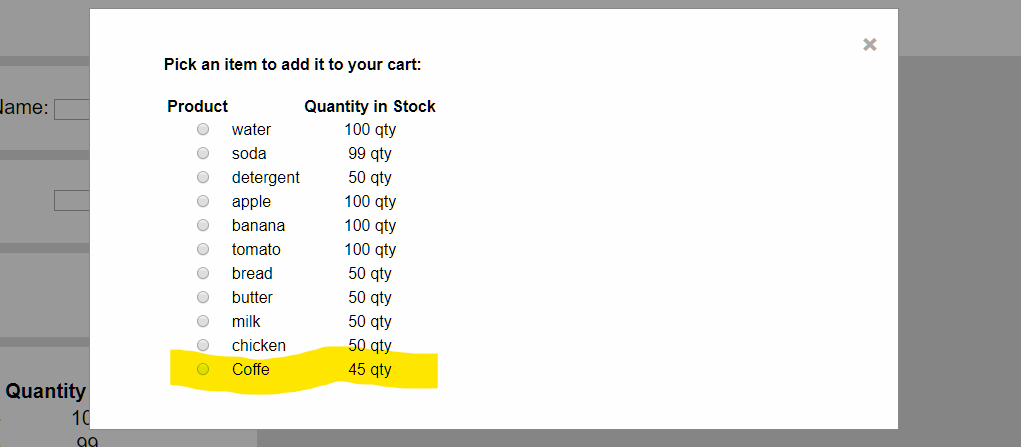 Pick an item to add it to your cart:
Product Quantity in Stock
water 100 qty
soda 99 qty
detergent 50 qty
apple 100 qty
banana 100 qty
tomato 100 qty
bread 50 qty
butter 50 qty
milk 50 qty
chicken 50 qty
Coffe 45 qty
ame:
Quantity
10
99